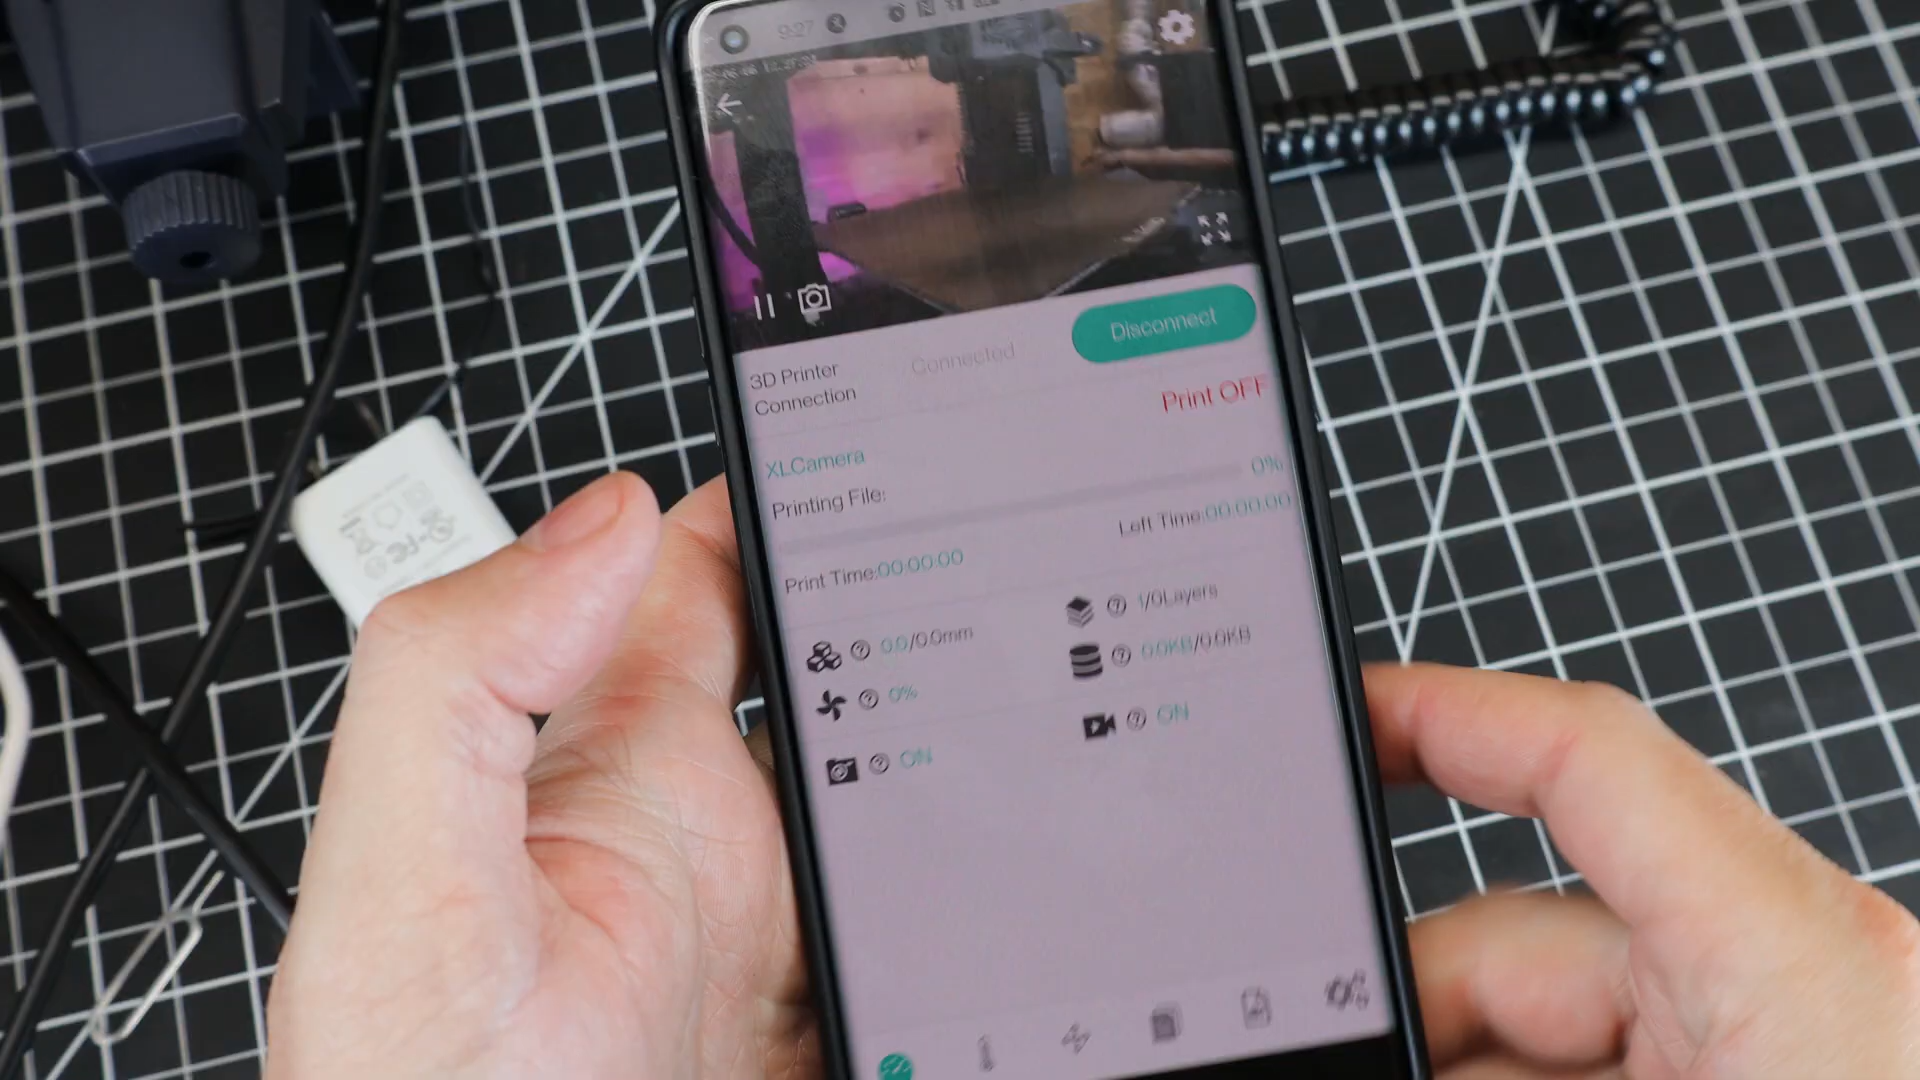 9:27
Disconnect
3D Printer
Connection
Connected
Print OFF
XLCamera
0%
Printing File:
Left Time:00:00:00
Print Time:00:00:00
1/0Layers
0.0/0.0mm
0.0KB/0.0KB
0%
ON
ON